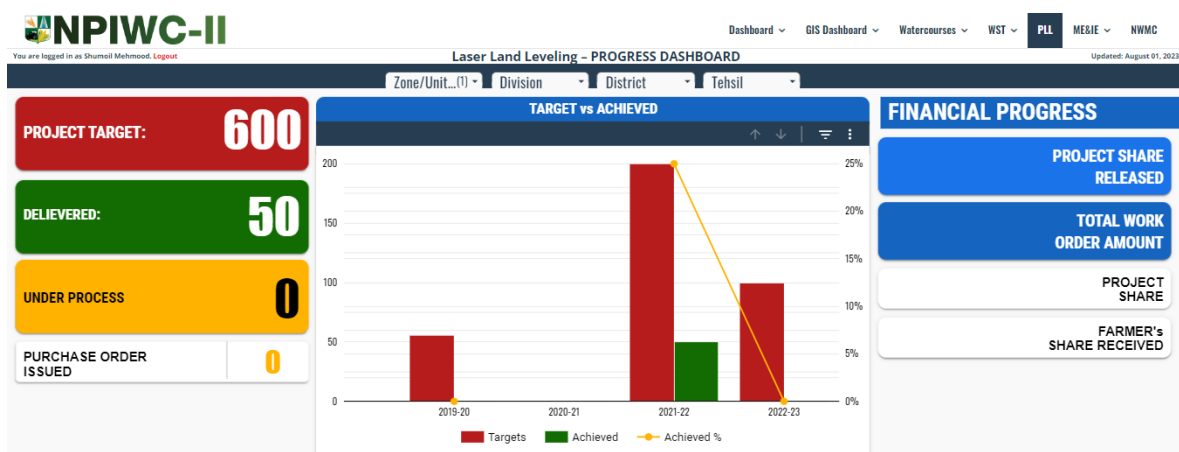 NPIWC-II
Dashboard
GIS Dashboard
Watercourses
WST
PLL
ME&IE
NWMC
You are logged in as Shumoil Mehmood. Logout
Laser Land Leveling – PROGRESS DASHBOARD
Updated: August 01, 2023
Zone/Unit...(1)
Division
District
Tehsil
PROJECT TARGET:
600
DELIEVERED:
50
UNDER PROCESS
0
PURCHASE ORDER
ISSUED
0
TARGET vs ACHIEVED
200
150
100
50
0
25%
20%
15%
10%
5%
0%
2019-20
2020-21
2021-22
2022-23
Targets
Achieved
Achieved %
FINANCIAL PROGRESS
PROJECT SHARE
RELEASED
TOTAL WORK
ORDER AMOUNT
PROJECT
SHARE
FARMER's
SHARE RECEIVED